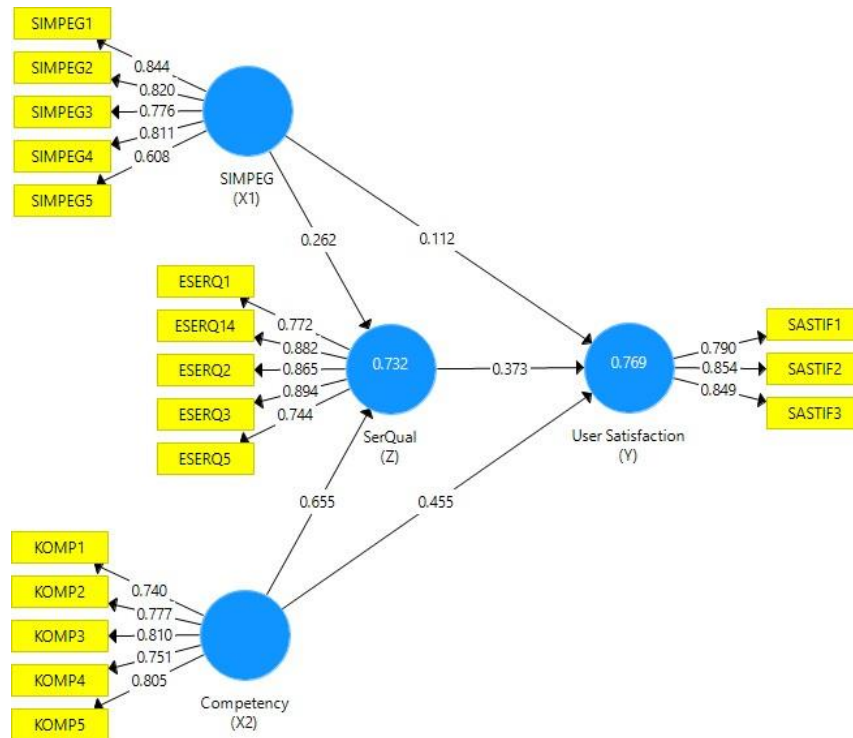 SIMPEG1
SIMPEG2
SIMPEG3
SIMPEG4
SIMPEG5
0.844
0.820
0.776
0.811
0.608
SIMPEG
(X1)
0.262
0.112
ESERQ1
ESERQ14
ESERQ2
ESERQ3
ESERQ5
0.772
0.882
0.865
0.894
0.744
0.732
SerQual
(Z)
0.373
0.769
User Satisfaction
(Y)
0.790
0.854
0.849
SASTIF1
SASTIF2
SASTIF3
0.655
0.455
KOMP1
KOMP2
KOMP3
KOMP4
KOMP5
0.740
0.777
0.810
0.751
0.805
Competency
(X2)